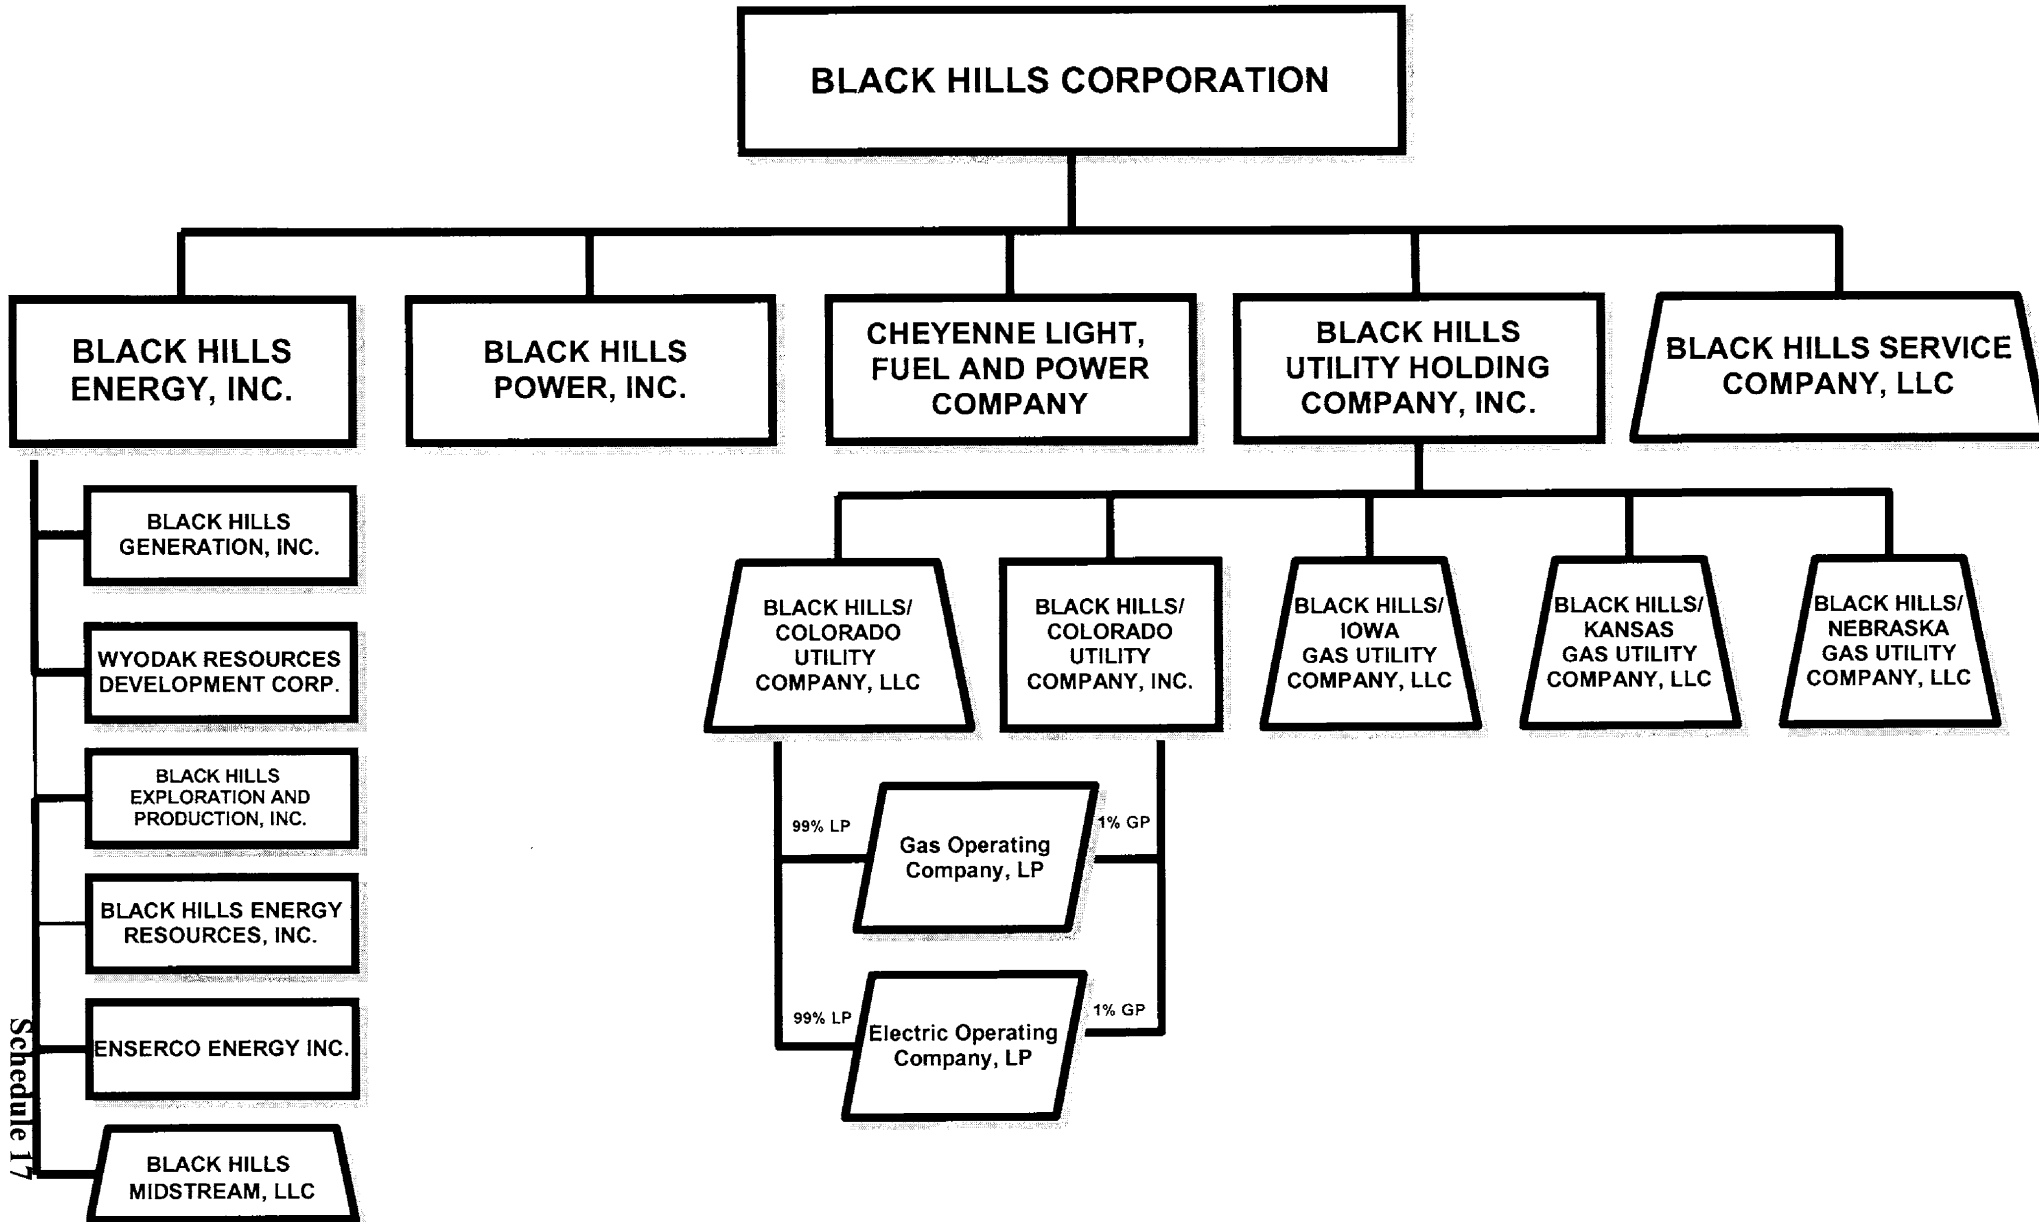 BLACK HILLS CORPORATION
BLACK HILLS
ENERGY, INC.
BLACK HILLS
POWER, INC.
CHEYENNE LIGHT,
FUEL AND POWER
COMPANY
BLACK HILLS
UTILITY HOLDING
COMPANY, INC.
BLACK HILLS SERVICE
COMPANY, LLC
BLACK HILLS
GENERATION, INC.
WYODAK RESOURCES
DEVELOPMENT CORP.
BLACK HILLS
EXPLORATION AND
PRODUCTION, INC.
BLACK HILLS ENERGY
RESOURCES, INC.
ENSERCO ENERGY INC.
BLACK HILLS
MIDSTREAM, LLC
BLACK HILLS/
COLORADO
UTILITY
COMPANY, LLC
BLACK HILLS/
COLORADO
UTILITY
COMPANY, INC.
BLACK HILLS/
IOWA
GAS UTILITY
COMPANY, LLC
BLACK HILLS/
KANSAS
GAS UTILITY
COMPANY, LLC
BLACK HILLS/
NEBRASKA
GAS UTILITY
COMPANY, LLC
99% LP
Gas Operating
Company, LP
1% GP
99% LP
Electric Operating
Company, LP
1% GP
Schedule 17